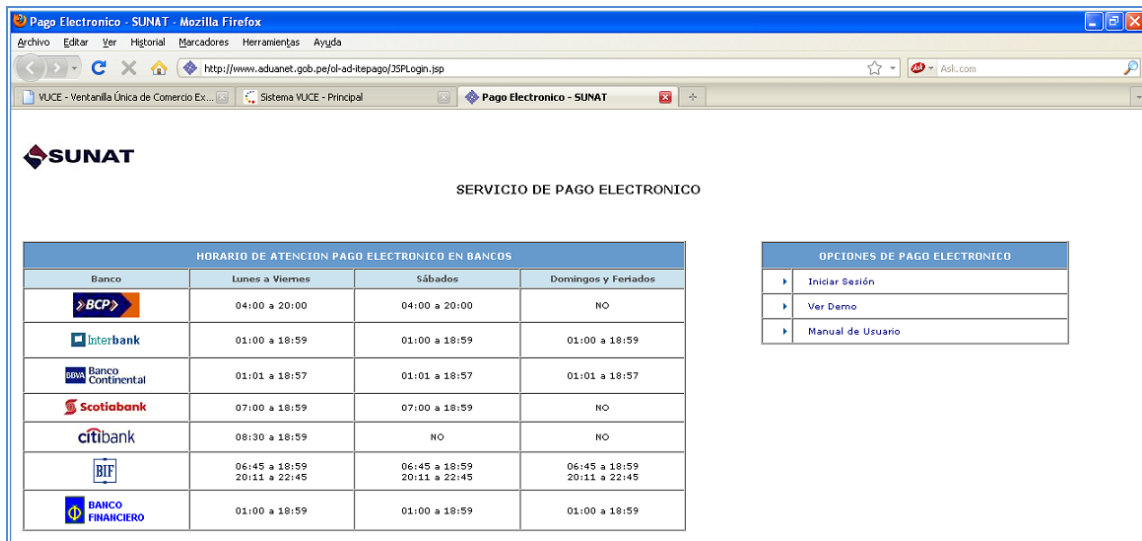 Pago Electronico - SUNAT - Mozilla Firefox
Archivo Editar Ver Historial Marcadores Herramientas Ayuda
http://www.aduanet.gob.pe/ol-ad-itepago/JSPLogin.jsp Ask.com
VUCE - Ventanilla Única de Comercio Ex... Sistema VUCE - Principal Pago Electronico - SUNAT
SUNAT
SERVICIO DE PAGO ELECTRONICO
HORARIO DE ATENCION PAGO ELECTRONICO EN BANCOS
Banco Lunes a Viernes Sábados Domingos y Feriados
BCP 04:00 a 20:00 04:00 a 20:00 NO
Interbank 01:00 a 18:59 01:00 a 18:59 01:00 a 18:59
BBVA Banco Continental 01:01 a 18:57 01:01 a 18:57 01:01 a 18:57
Scotiabank 07:00 a 18:59 07:00 a 18:59 NO
citibank 08:30 a 18:59 NO NO
BIF 06:45 a 18:59 06:45 a 18:59 06:45 a 18:59
20:11 a 22:45 20:11 a 22:45 20:11 a 22:45
BANCO FINANCIERO 01:00 a 18:59 01:00 a 18:59 01:00 a 18:59
OPCIONES DE PAGO ELECTRONICO
Iniciar Sesión
Ver Demo
Manual de Usuario